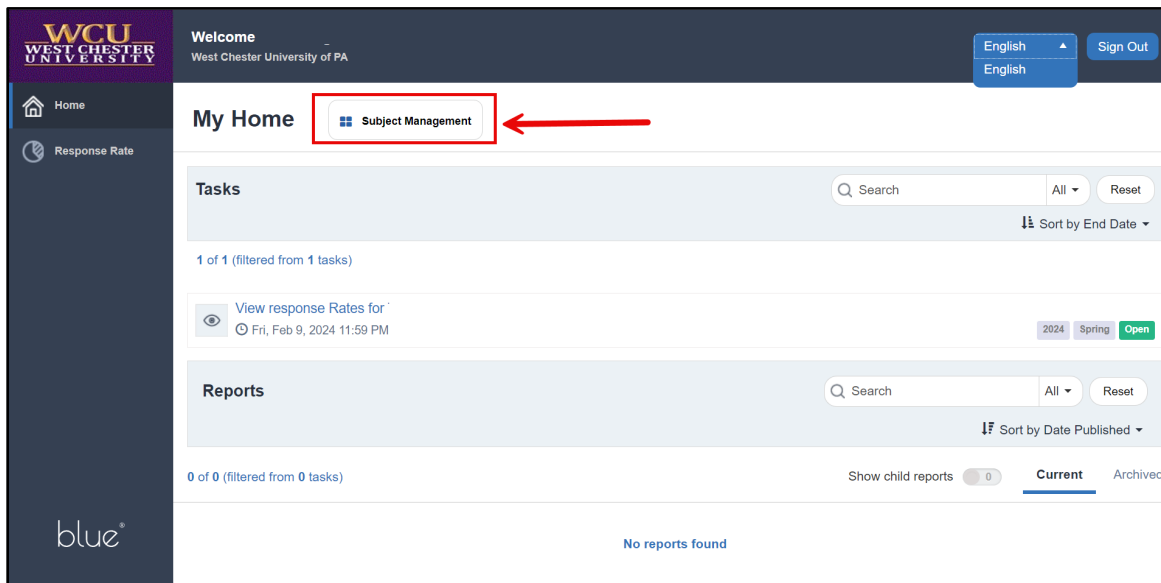 WCU
WEST CHESTER
UNIVERSITY
Welcome
West Chester University of PA
English
English
Sign Out
Home
Response Rate
My Home
Subject Management
Tasks
Search
All
Reset
Sort by End Date
1 of 1 (filtered from 1 tasks)
View response Rates for
Fri, Feb 9, 2024 11:59 PM
2024 Spring Open
Reports
Search
All
Reset
Sort by Date Published
0 of 0 (filtered from 0 tasks)
Show child reports 0
Current
Archived
No reports found
blue®